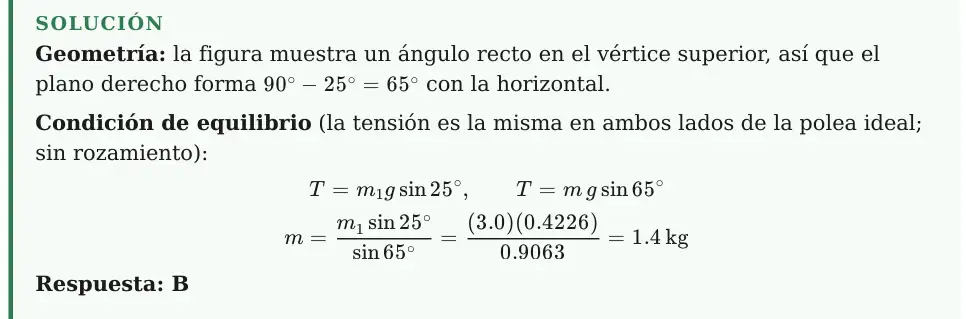 SOLUCIÓN
Geometría: la figura muestra un ángulo recto en el vértice superior, así que el
plano derecho forma 90° − 25° = 65° con la horizontal.
Condición de equilibrio (la tensión es la misma en ambos lados de la polea ideal;
sin rozamiento):
T = m₁g sin 25°, T = m g sin 65°
m = m₁ sin 25° / sin 65° = (3.0)(0.4226) / 0.9063 = 1.4 kg
Respuesta: B